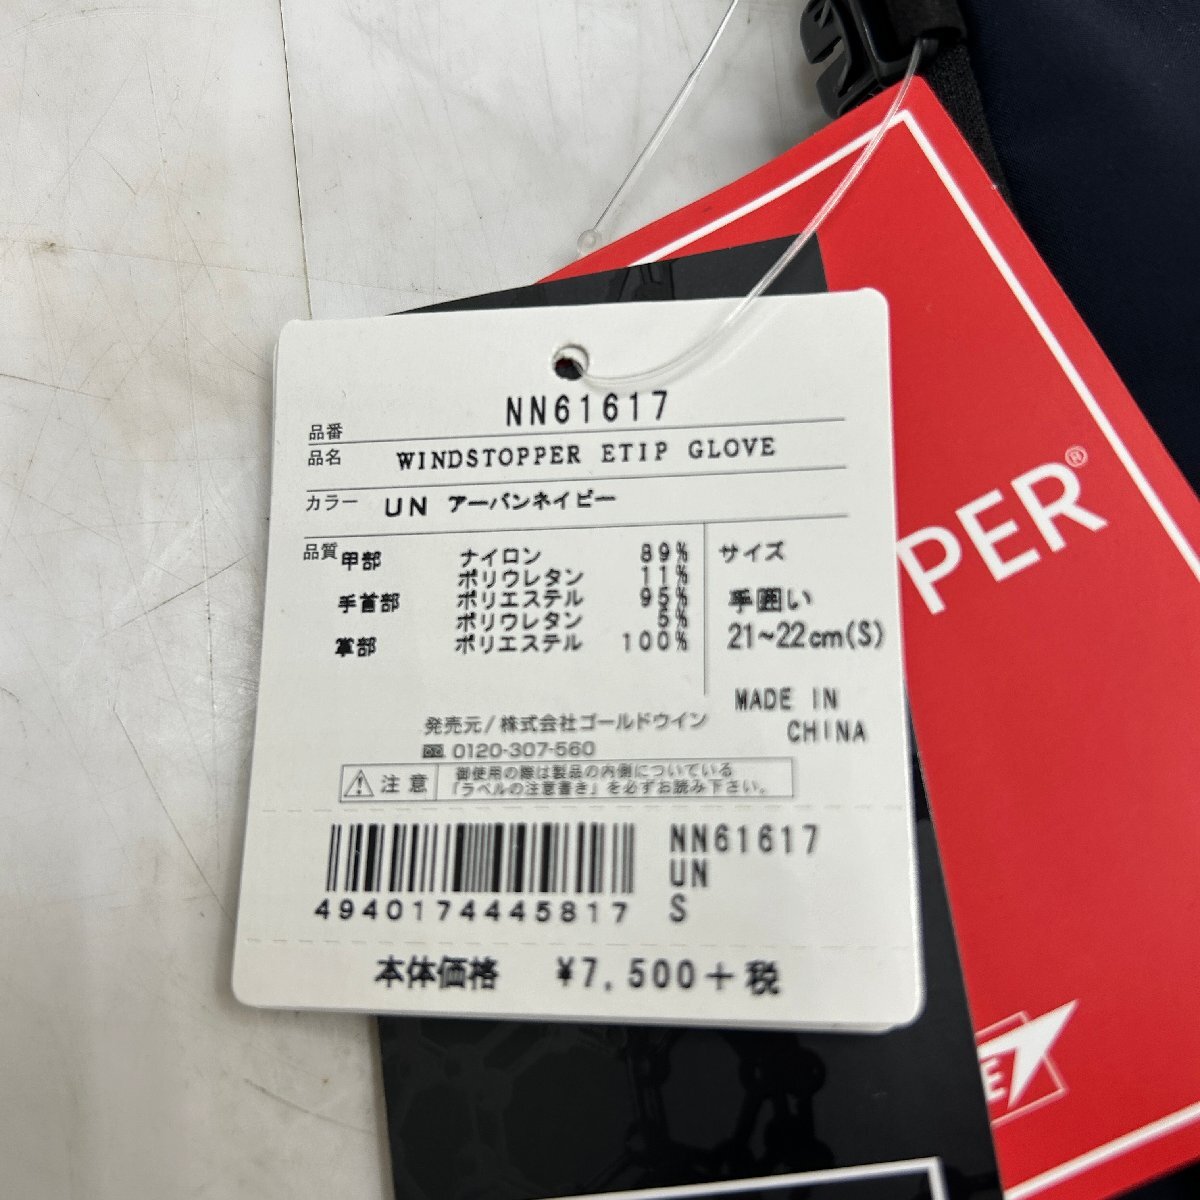 品番 NN61617
品名 WINDSTOPPER ETIP GLOVE
カラー UN アーバンネイビー
品質 甲部 ナイロン 89%
ポリウレタン 11%
手首部 ポリエステル 95%
ポリウレタン 5%
掌部 ポリエステル 100%
サイズ
手囲い
21~22cm(S)
MADE IN
CHINA
発売元/株式会社ゴールドウイン
0120-307-560
注意
御使用の際は製品の内側についている
「ラベルの注意書き」を必ずお読み下さい。
4940174445817
NN61617
UN
S
本体価格 ¥7,500+税
PER®